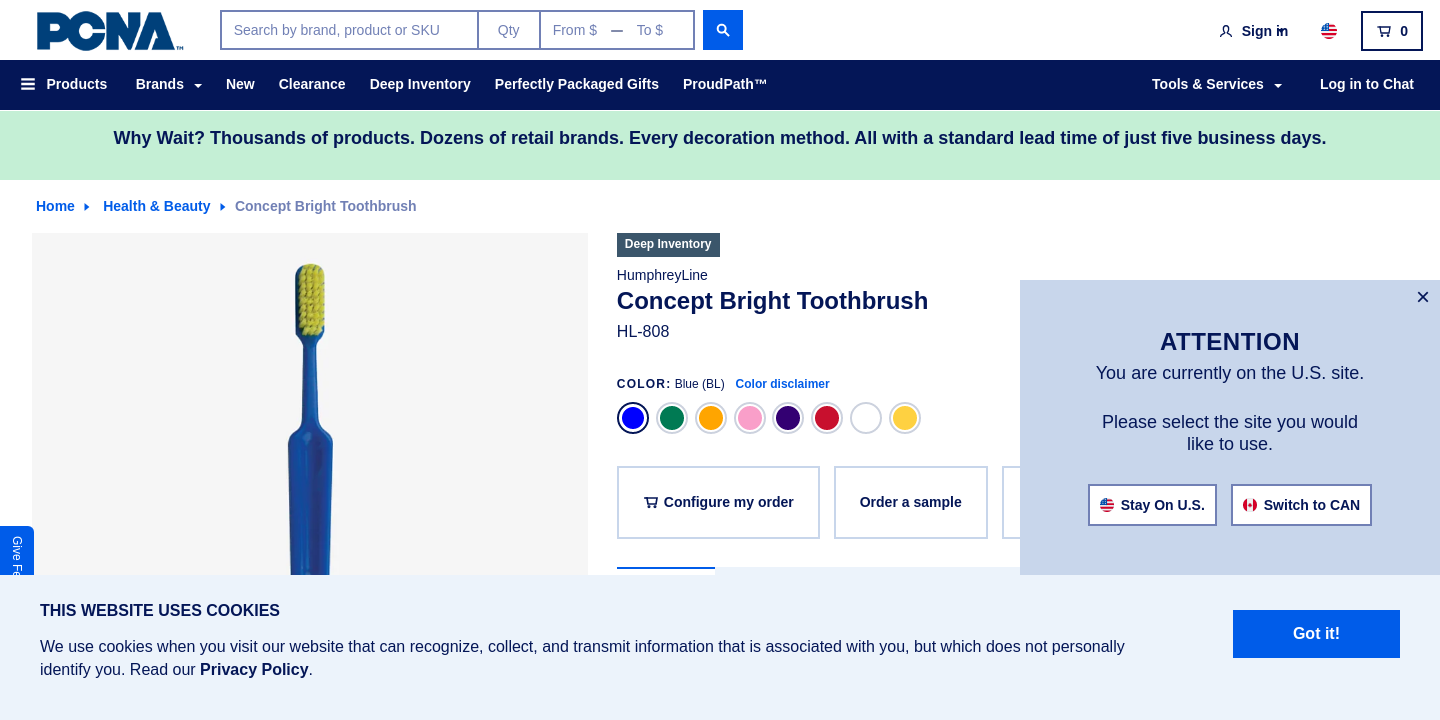 PCNA™
Search by brand, product or SKU
Qty
From $ — To $
Sign in
0
Products
Brands
New
Clearance
Deep Inventory
Perfectly Packaged Gifts
ProudPath™
Tools & Services
Log in to Chat
Why Wait? Thousands of products. Dozens of retail brands. Every decoration method. All with a standard lead time of just five business days.
Home
Health & Beauty
Concept Bright Toothbrush
Deep Inventory
HumphreyLine
Concept Bright Toothbrush
HL-808
COLOR: Blue (BL) Color disclaimer
Configure my order
Order a sample
×
ATTENTION
You are currently on the U.S. site.
Please select the site you would
like to use.
Stay On U.S.
Switch to CAN
Give
THIS WEBSITE USES COOKIES
We use cookies when you visit our website that can recognize, collect, and transmit information that is associated with you, but which does not personally
identify you. Read our Privacy Policy.
Got it!